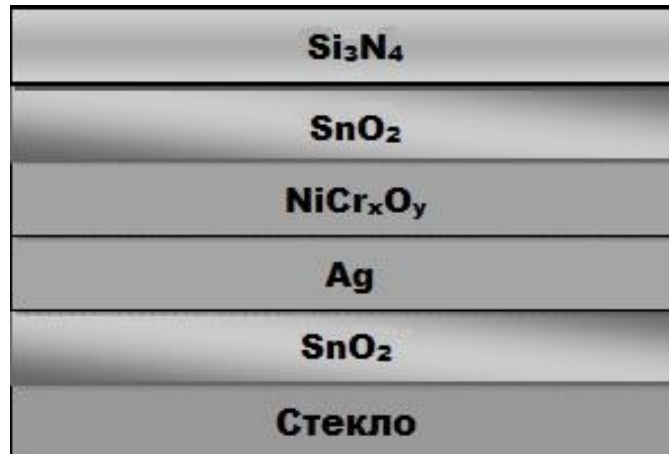 Si₃N₄
SnO₂
NiCrₓOᵧ
Ag
SnO₂
Стекло